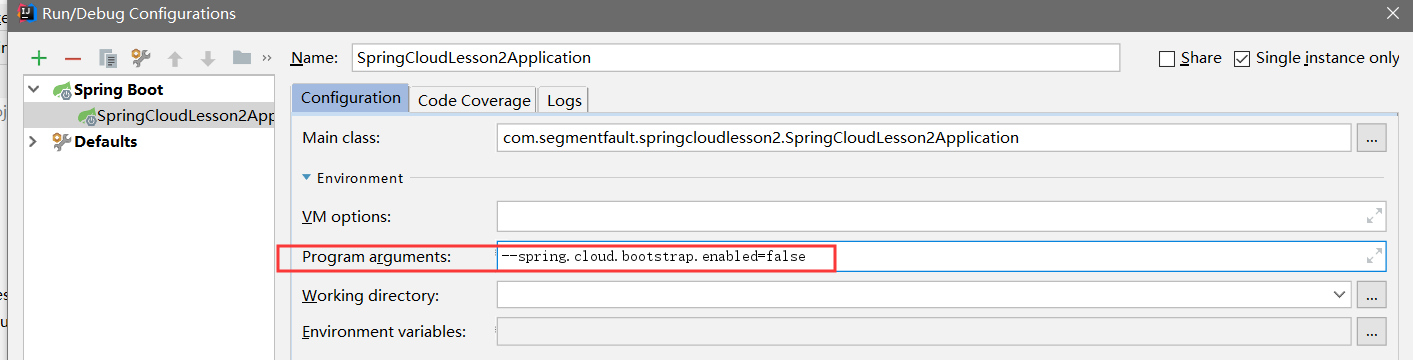 Run/Debug Configurations
Name: SpringCloudLesson2Application Share Single instance only
Spring Boot
SpringCloudLesson2App
Defaults
Configuration Code Coverage Logs
Main class: com.segmentfault.springcloudlesson2.SpringCloudLesson2Application ...
Environment
VM options:
Program arguments: --spring.cloud.bootstrap.enabled=false
Working directory: ...
Environment variables: ...